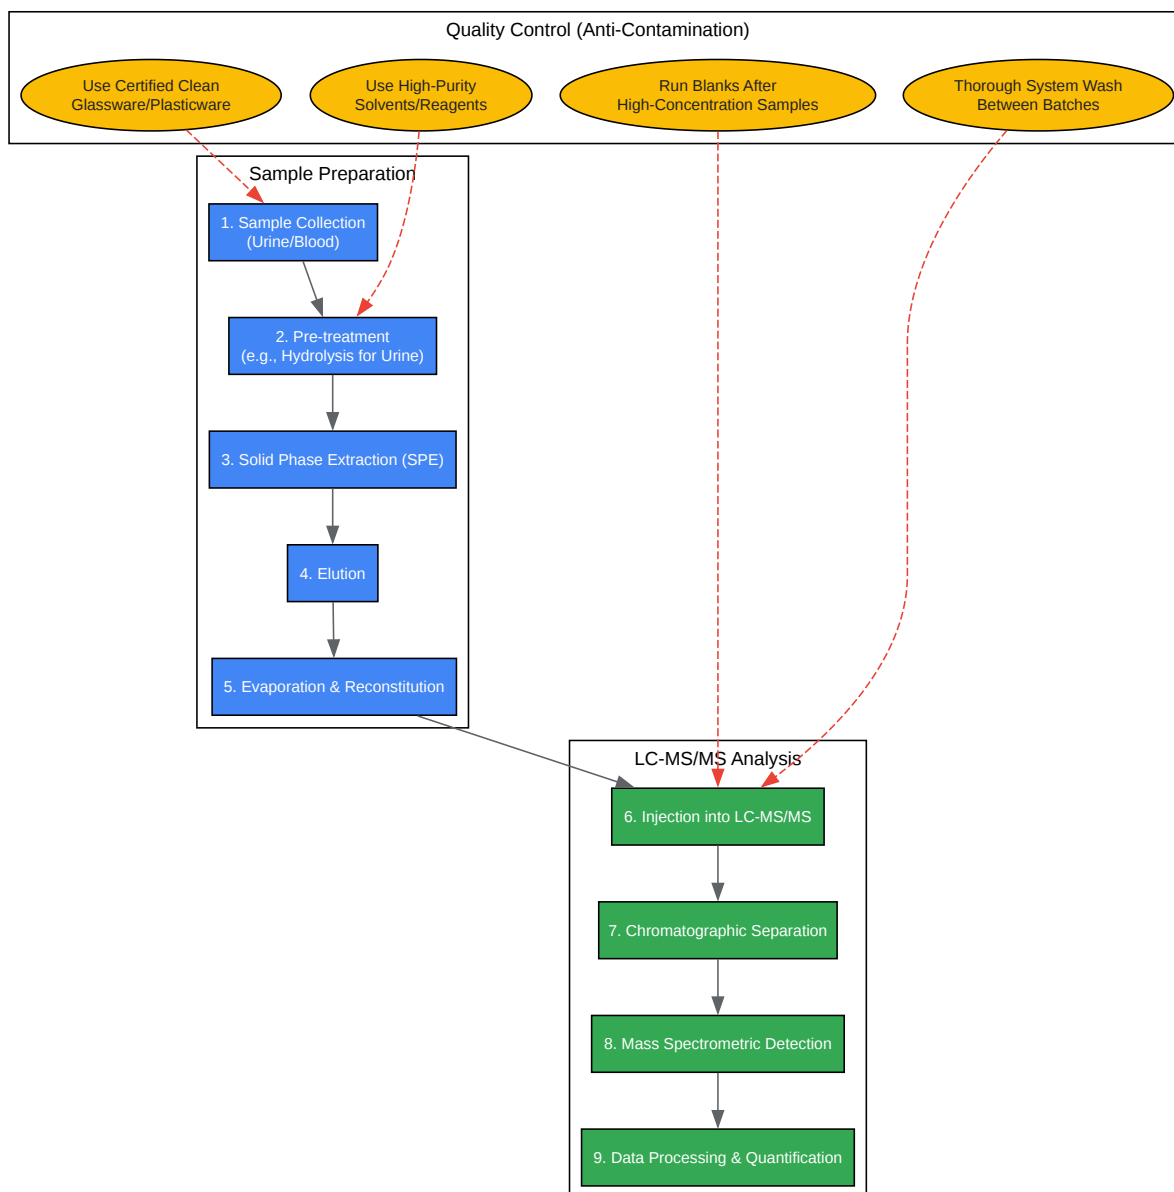 Quality Control (Anti-Contamination)
Use Certified Clean
Glassware/Plasticware
Use High-Purity
Solvents/Reagents
Run Blanks After
High-Concentration Samples
Thorough System Wash
Between Batches
Sample Preparation
1. Sample Collection
(Urine/Blood)
2. Pre-treatment
(e.g., Hydrolysis for Urine)
3. Solid Phase Extraction (SPE)
4. Elution
5. Evaporation & Reconstitution
LC-MS/MS Analysis
6. Injection into LC-MS/MS
7. Chromatographic Separation
8. Mass Spectrometric Detection
9. Data Processing & Quantification